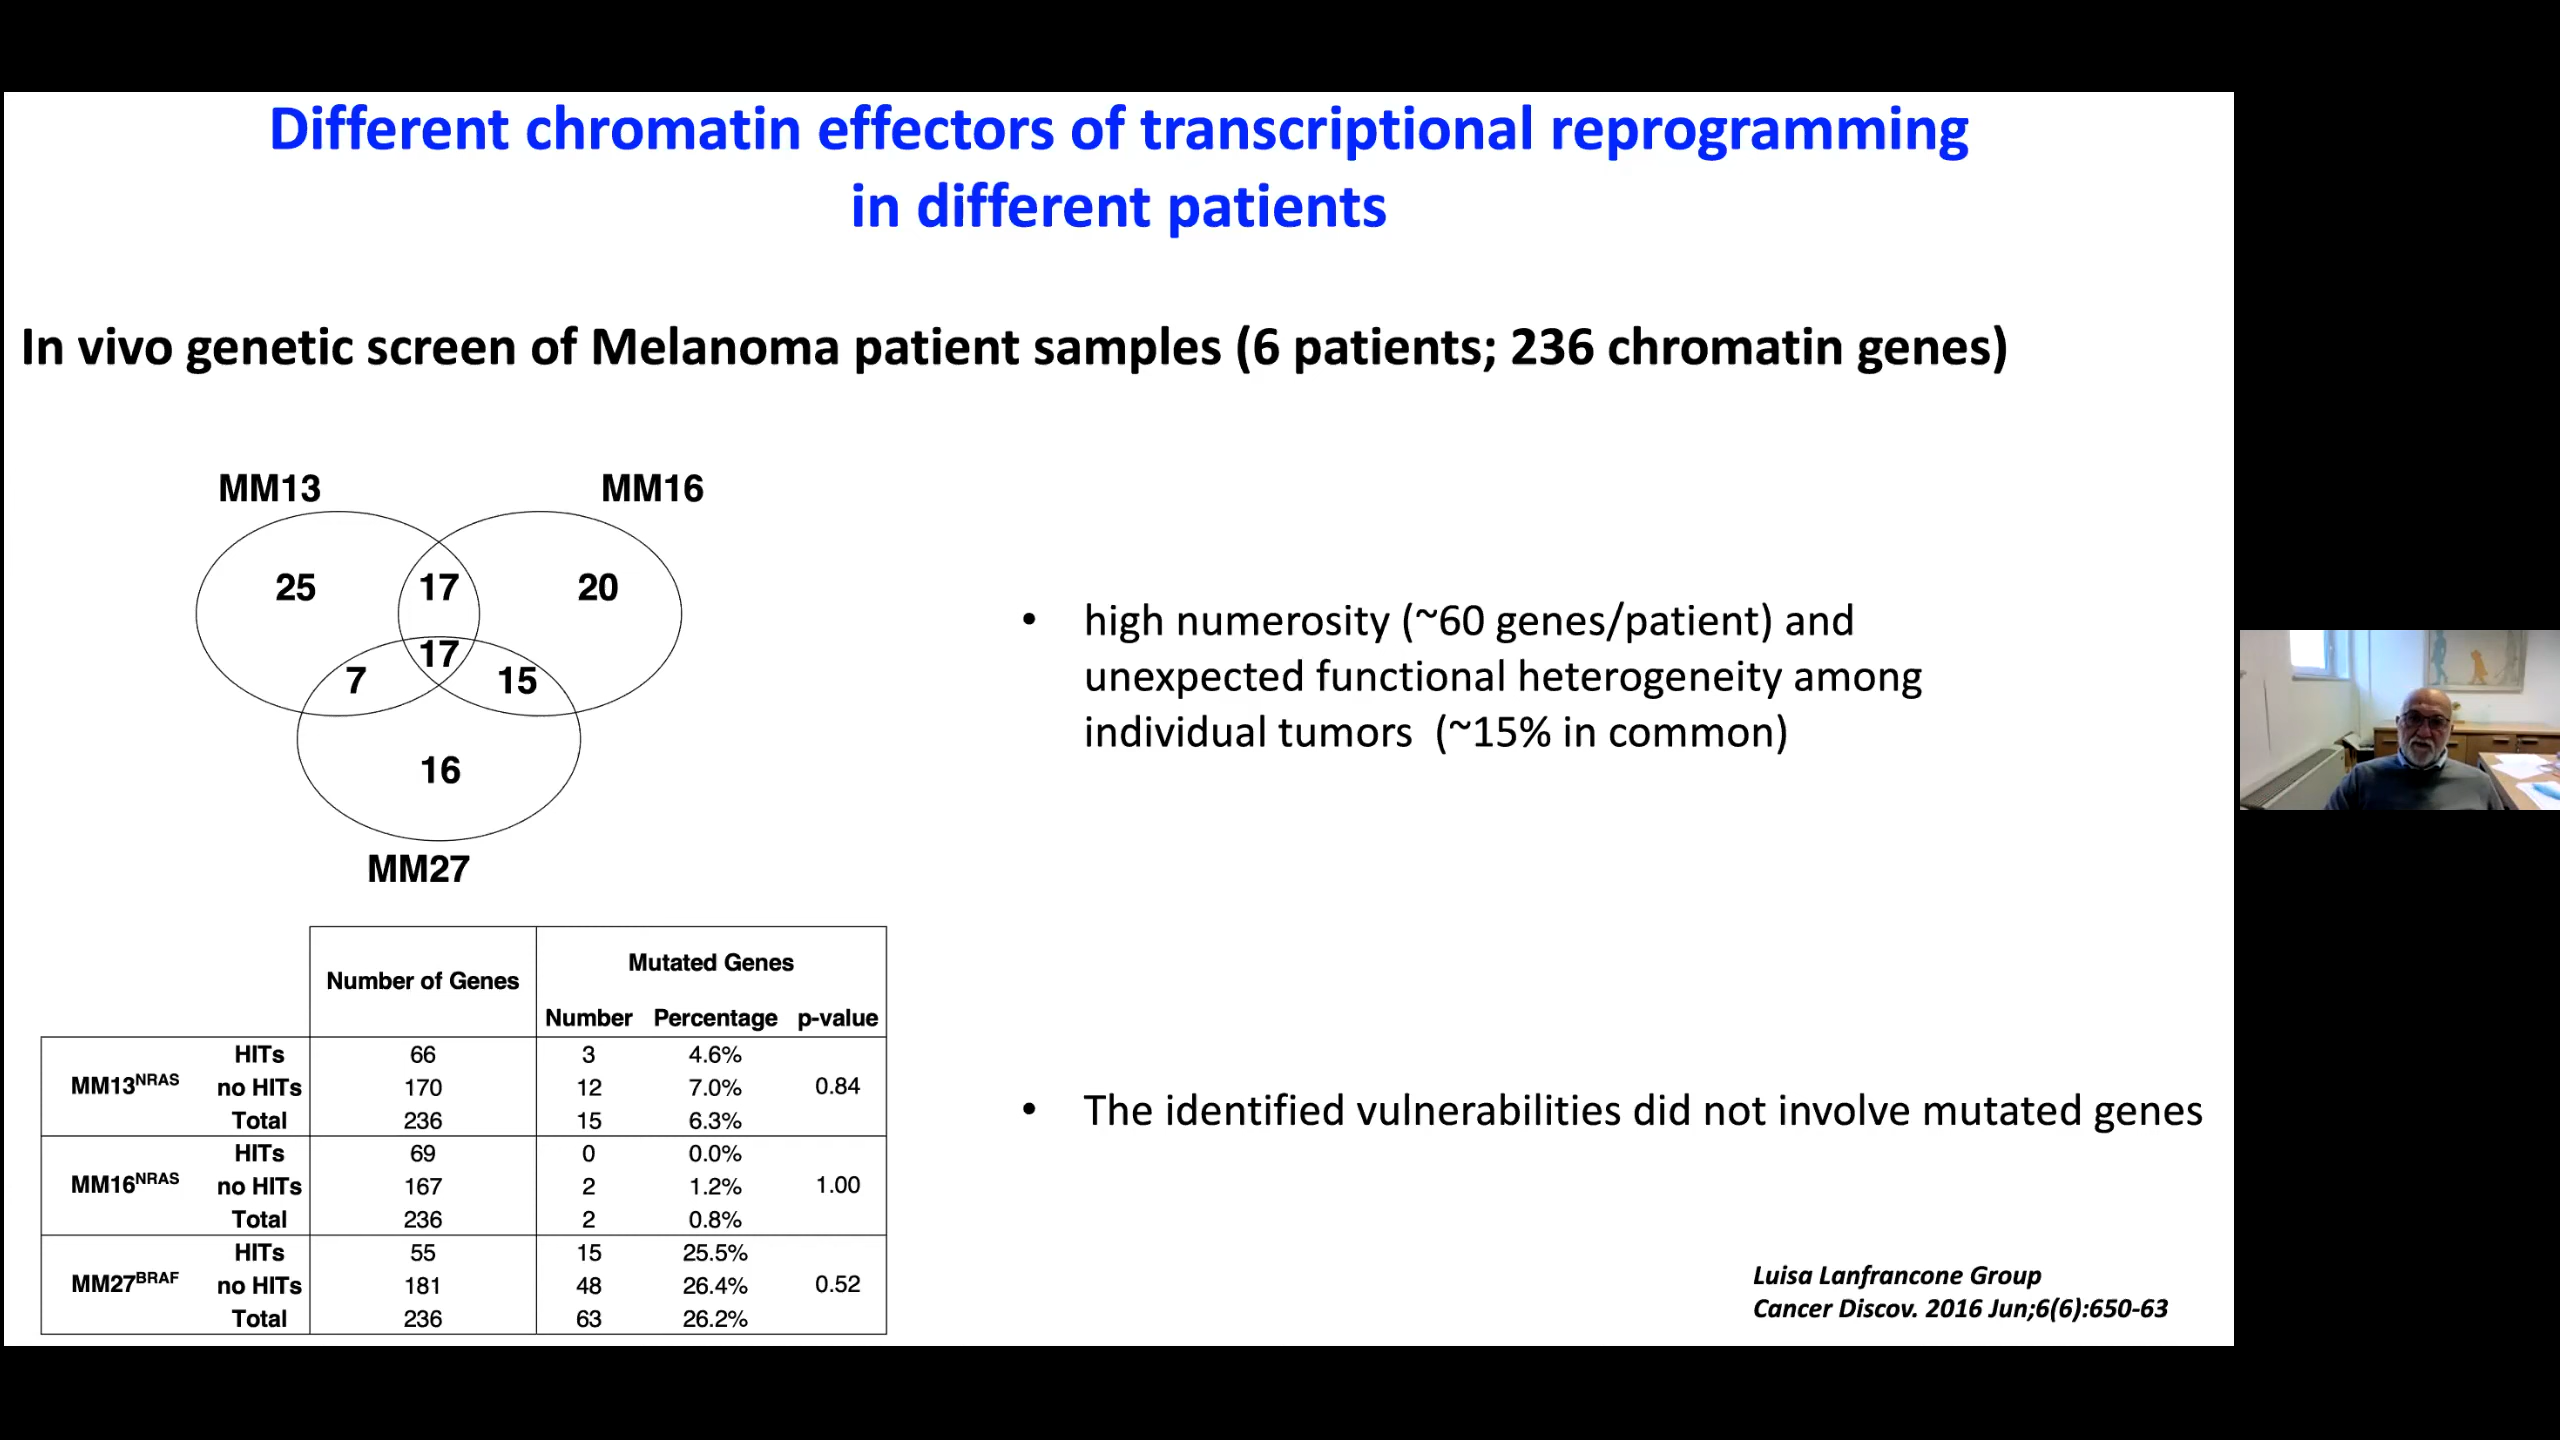 Different chromatin effectors of transcriptional reprogramming
in different patients
In vivo genetic screen of Melanoma patient samples (6 patients; 236 chromatin genes)
MM13 MM16
25 17 20
17
7 15
16
MM27
• high numerosity (~60 genes/patient) and
unexpected functional heterogeneity among
individual tumors (~15% in common)
Number of Genes Mutated Genes
Number Percentage p-value
HITs 66 3 4.6%
MM13NRAS no HITs 170 12 7.0% 0.84
Total 236 15 6.3%
HITs 69 0 0.0%
MM16NRAS no HITs 167 2 1.2% 1.00
Total 236 2 0.8%
HITs 55 15 25.5%
MM27BRAF no HITs 181 48 26.4% 0.52
Total 236 63 26.2%
• The identified vulnerabilities did not involve mutated genes
Luisa Lanfrancone Group
Cancer Discov. 2016 Jun;6(6):650-63